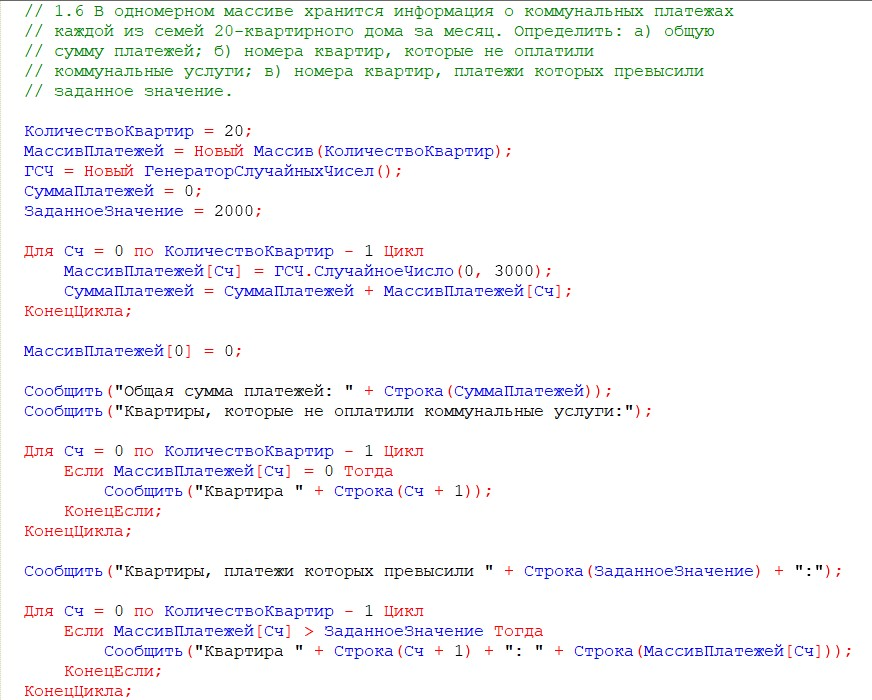 // 1.6 В одномерном массиве хранится информация о коммунальных платежах
// каждой из семей 20-квартирного дома за месяц. Определить: а) общую
// сумму платежей; б) номера квартир, которые не оплатили
// коммунальные услуги; в) номера квартир, платежи которых превысили
// заданное значение.

КоличествоКвартир = 20;
МассивПлатежей = Новый Массив(КоличествоКвартир);
ГСЧ = Новый ГенераторСлучайныхЧисел();
СуммаПлатежей = 0;
ЗаданноеЗначение = 2000;

Для Сч = 0 по КоличествоКвартир - 1 Цикл
    МассивПлатежей[Сч] = ГСЧ.СлучайноеЧисло(0, 3000);
    СуммаПлатежей = СуммаПлатежей + МассивПлатежей[Сч];
КонецЦикла;

МассивПлатежей[0] = 0;

Сообщить("Общая сумма платежей: " + Строка(СуммаПлатежей));
Сообщить("Квартиры, которые не оплатили коммунальные услуги:");

Для Сч = 0 по КоличествоКвартир - 1 Цикл
    Если МассивПлатежей[Сч] = 0 Тогда
        Сообщить("Квартира " + Строка(Сч + 1));
    КонецЕсли;
КонецЦикла;

Сообщить("Квартиры, платежи которых превысили " + Строка(ЗаданноеЗначение) + ":");

Для Сч = 0 по КоличествоКвартир - 1 Цикл
    Если МассивПлатежей[Сч] > ЗаданноеЗначение Тогда
        Сообщить("Квартира " + Строка(Сч + 1) + ": " + Строка(МассивПлатежей[Сч]));
    КонецЕсли;
КонецЦикла;